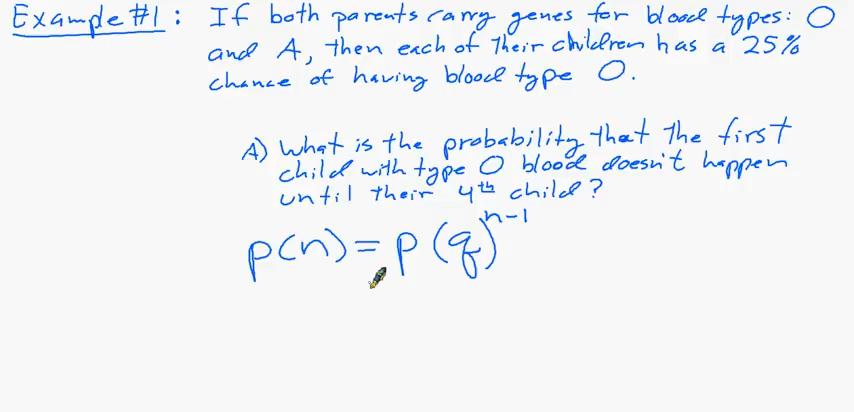 Example #1: If both parents carry genes for blood types: O
and A, then each of their children has a 25%
chance of having blood type O.
A) What is the probability that the first
child with type O blood doesn't happen
until their 4th child?
p(n) = p(q)^n-1